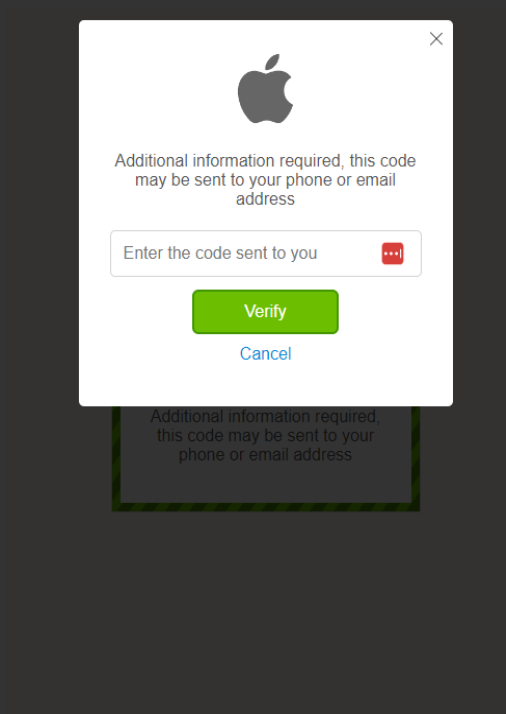 Additional information required, this code
may be sent to your phone or email
address
Enter the code sent to you
Verify
Cancel
Additional information required,
this code may be sent to your
phone or email address